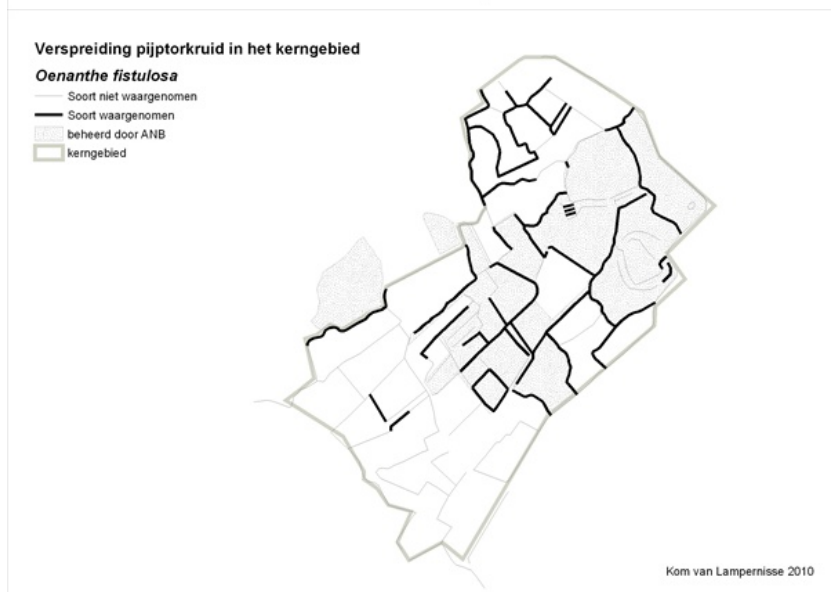 Verspreiding pijptorkruid in het kerngebied
Oenanthe fistulosa
Soort niet waargenomen
Soort waargenomen
beheerd door ANB
kerngebied
Kom van Lampernisse 2010